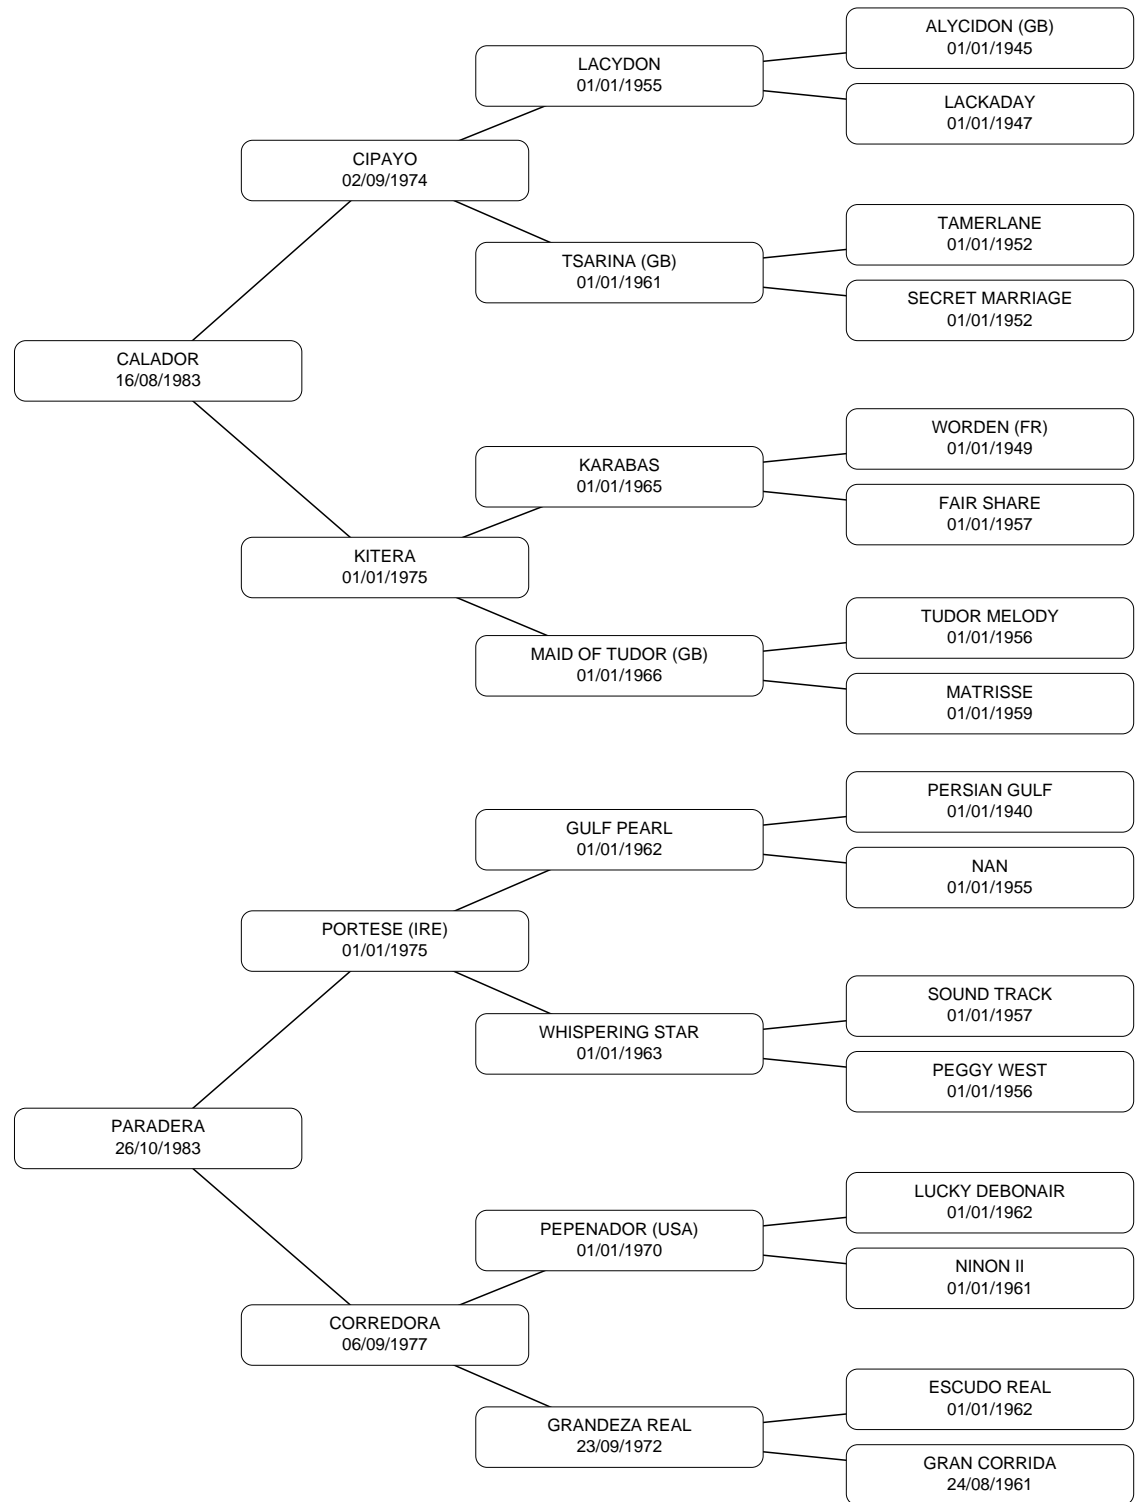 ALYCIDON (GB)
01/01/1945
LACYDON
01/01/1955
LACKADAY
01/01/1947
CIPAYO
02/09/1974
TAMERLANE
01/01/1952
TSARINA (GB)
01/01/1961
SECRET MARRIAGE
01/01/1952
CALADOR
16/08/1983
WORDEN (FR)
01/01/1949
KARABAS
01/01/1965
FAIR SHARE
01/01/1957
KITERA
01/01/1975
TUDOR MELODY
01/01/1956
MAID OF TUDOR (GB)
01/01/1966
MATRISSE
01/01/1959
PERSIAN GULF
01/01/1940
GULF PEARL
01/01/1962
NAN
01/01/1955
PORTESE (IRE)
01/01/1975
SOUND TRACK
01/01/1957
WHISPERING STAR
01/01/1963
PEGGY WEST
01/01/1956
PARADERA
26/10/1983
LUCKY DEBONAIR
01/01/1962
PEPENADOR (USA)
01/01/1970
NINON II
01/01/1961
CORREDORA
06/09/1977
ESCUDO REAL
01/01/1962
GRANDEZA REAL
23/09/1972
GRAN CORRIDA
24/08/1961